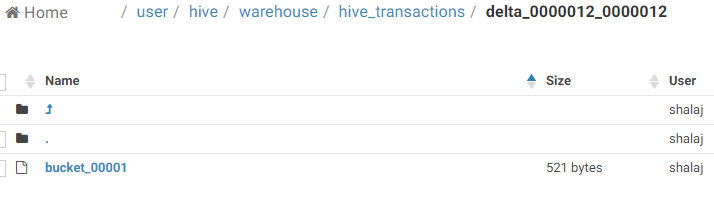 Home / user / hive / warehouse / hive_transactions / delta_0000012_0000012
Name Size User
shalaj
. shalaj
bucket_00001 521 bytes shalaj